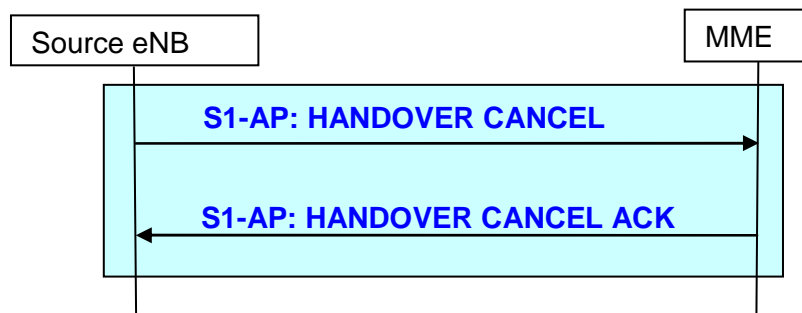 Source eNB
MME
S1-AP: HANDOVER CANCEL
S1-AP: HANDOVER CANCEL ACK